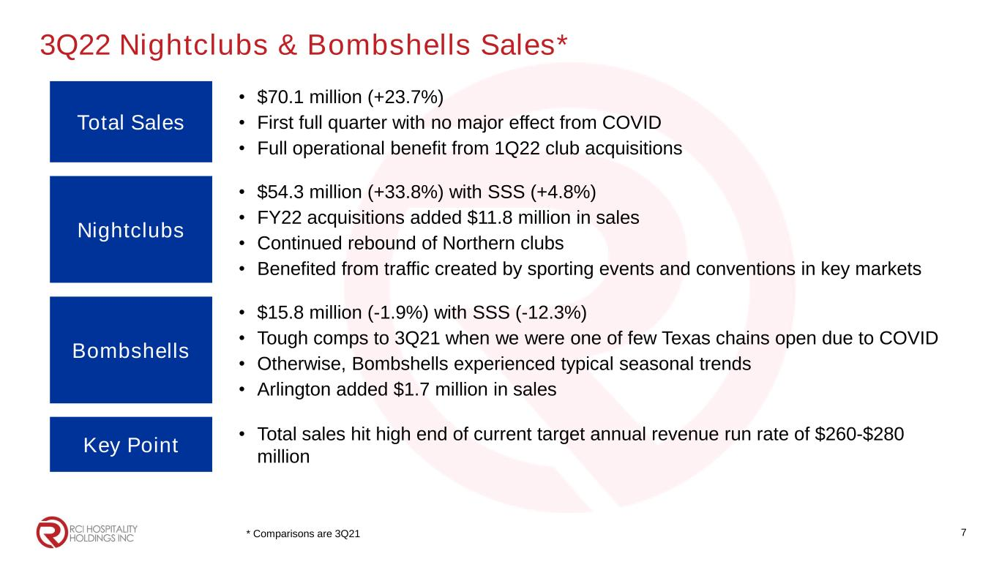 3Q22 Nightclubs & Bombshells Sales*
Total Sales
• $70.1 million (+23.7%)
• First full quarter with no major effect from COVID
• Full operational benefit from 1Q22 club acquisitions
Nightclubs
• $54.3 million (+33.8%) with SSS (+4.8%)
• FY22 acquisitions added $11.8 million in sales
• Continued rebound of Northern clubs
• Benefited from traffic created by sporting events and conventions in key markets
Bombshells
• $15.8 million (-1.9%) with SSS (-12.3%)
• Tough comps to 3Q21 when we were one of few Texas chains open due to COVID
• Otherwise, Bombshells experienced typical seasonal trends
• Arlington added $1.7 million in sales
Key Point
• Total sales hit high end of current target annual revenue run rate of $260-$280
million
RCI HOSPITALITY
HOLDINGS INC
* Comparisons are 3Q21
7